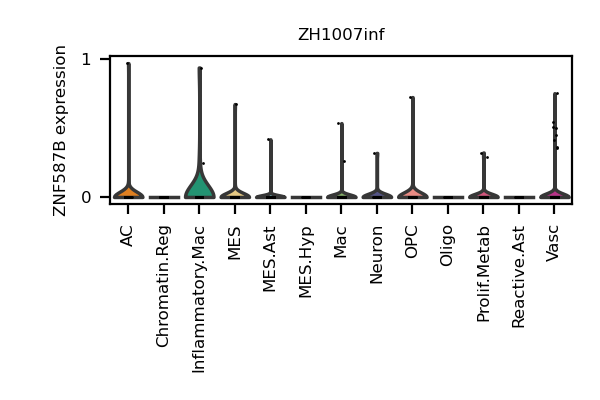 ZH1007inf
ZNF587B expression
1
0
AC
Chromatin.Reg
Inflammatory.Mac
MES
MES.Ast
MES.Hyp
Mac
Neuron
OPC
Oligo
Prolif.Metab
Reactive.Ast
Vasc